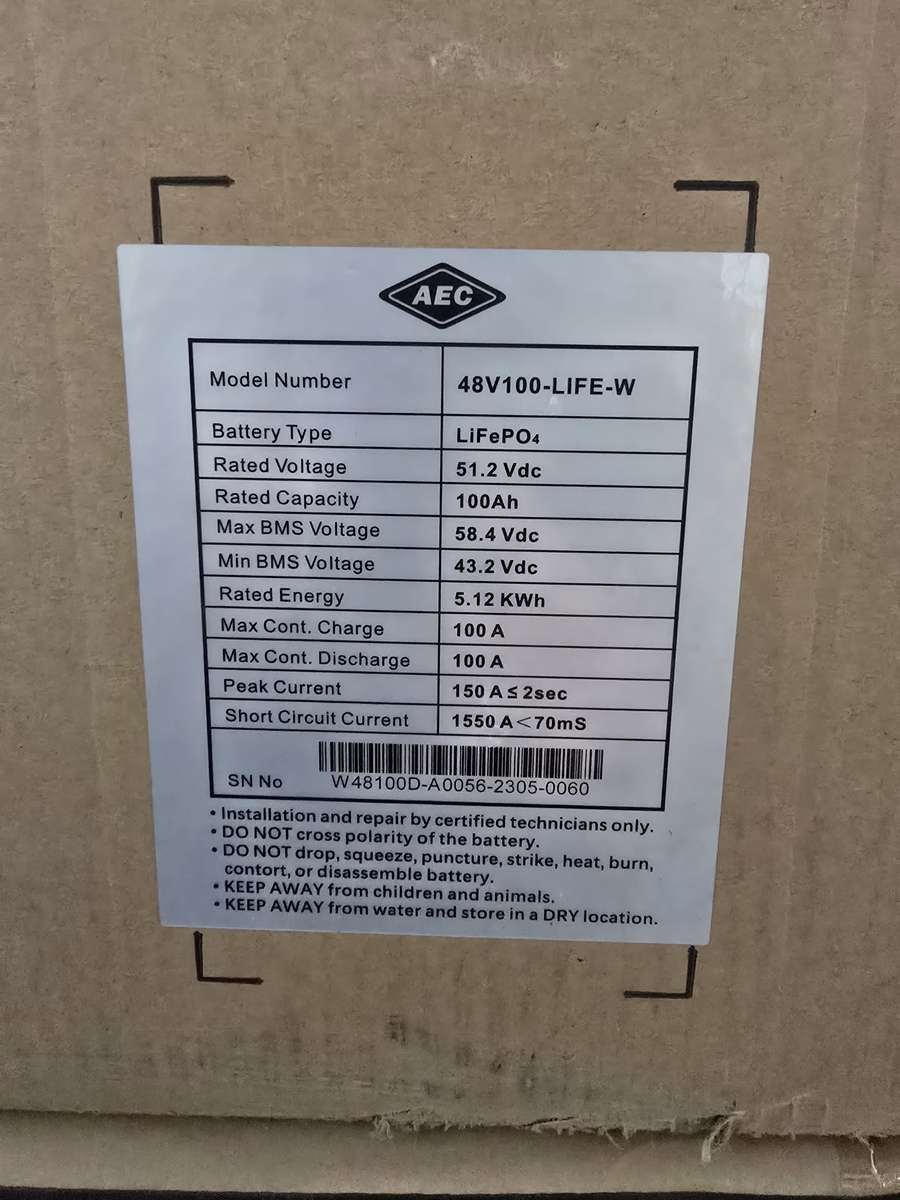 AEC
Model Number 48V100-LIFE-W
Battery Type LiFePO₄
Rated Voltage 51.2 Vdc
Rated Capacity 100Ah
Max BMS Voltage 58.4 Vdc
Min BMS Voltage 43.2 Vdc
Rated Energy 5.12 KWh
Max Cont. Charge 100 A
Max Cont. Discharge 100 A
Peak Current 150 A ≤ 2sec
Short Circuit Current 1550 A<70mS
SN No W48100D-A0056-2305-0060
• Installation and repair by certified technicians only.
• DO NOT cross polarity of the battery.
• DO NOT drop, squeeze, puncture, strike, heat, burn,
contort, or disassemble battery.
• KEEP AWAY from children and animals.
• KEEP AWAY from water and store in a DRY location.